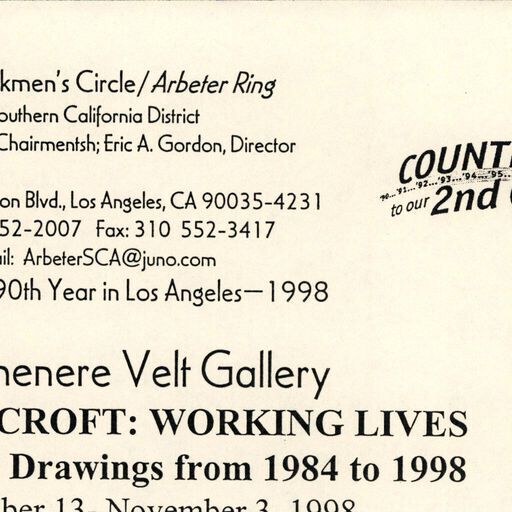 kmen's Circle/Arbeter Ring
outhern California District
Chairmentsh; Eric A. Gordon, Director
on Blvd., Los Angeles, CA 90035-4231
52-2007 Fax: 310 552-3417
il: ArbeterSCA@juno.com
90th Year in Los Angeles—1998
COUNT
'90...'91...'92...'93...'94...'95...
to our 2nd
henere Velt Gallery
CROFT: WORKING LIVES
Drawings from 1984 to 1998
ber 13- November 3, 1998